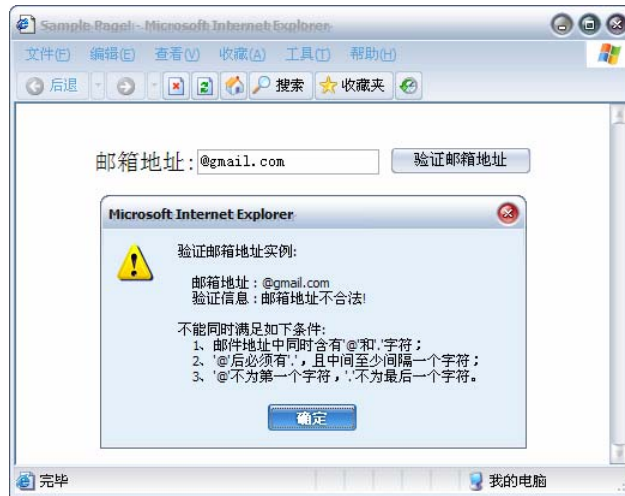 Sample Page! - Microsoft Internet Explorer
文件(F) 编辑(E) 查看(V) 收藏(A) 工具(T) 帮助(H)
后退 搜索 收藏夹
邮箱地址:@gmail.com 验证邮箱地址
Microsoft Internet Explorer
验证邮箱地址实例:
邮箱地址 : @gmail.com
验证信息 : 邮箱地址不合法!
不能同时满足如下条件:
1、邮件地址中同时含有'@'和'.'字符；
2、'@'后必须有'.'，且中间至少间隔一个字符；
3、'@'不为第一个字符，'.'不为最后一个字符。
确定
完毕 我的电脑